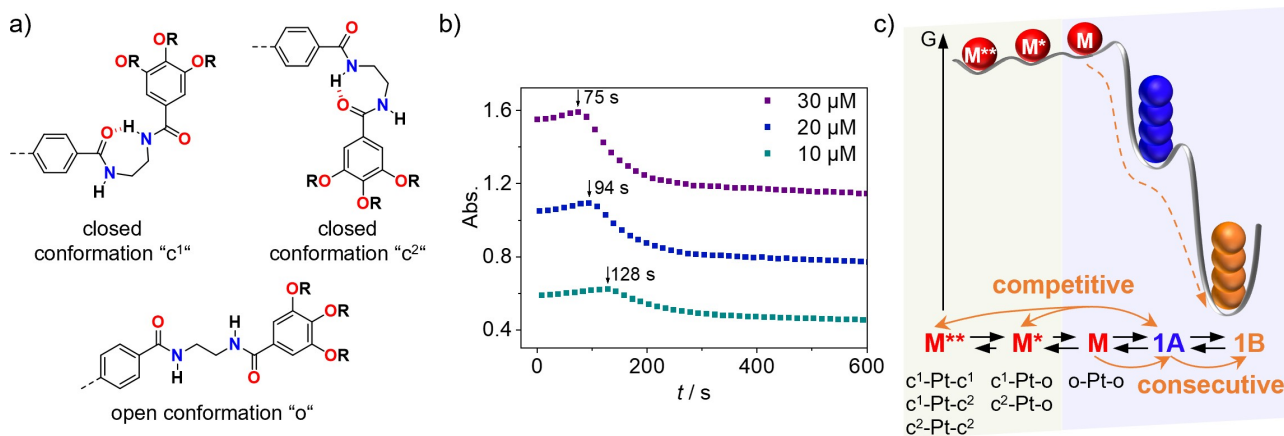 a)
OR
OR
OR
O
H
N
O
N
H
closed
conformation “c¹“
O
N
H
N
H
O
RO
OR
OR
closed
conformation “c²“
O
N
H
H
N
O
OR
OR
OR
open conformation “o“
b)
Abs.
1.6
1.2
0.8
0.4
75 s
94 s
128 s
30 µM
20 µM
10 µM
0 200 400 600
t / s
c)
G
M**
M*
M
competitive
M** M* M 1A 1B
c¹-Pt-c¹ c¹-Pt-o o-Pt-o consecutive
c¹-Pt-c² c²-Pt-o
c²-Pt-c²